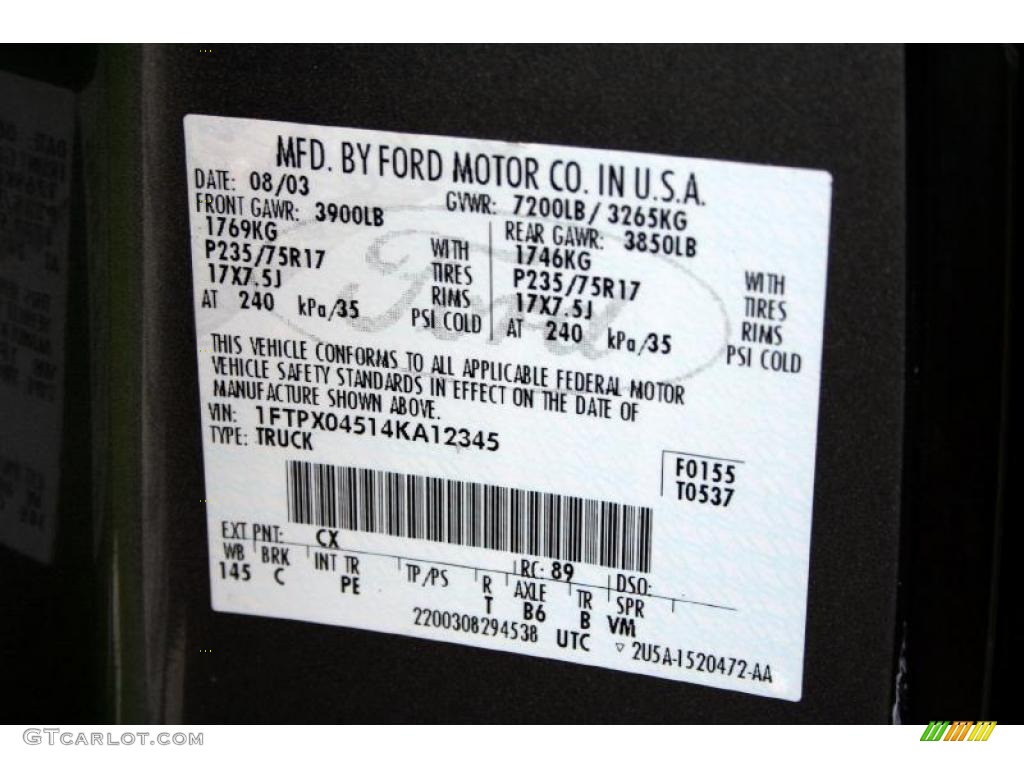 MFD. BY FORD MOTOR CO. IN U.S.A.
DATE: 08/03 GVWR: 7200LB/ 3265KG
FRONT GAWR: 3900LB REAR GAWR: 3850LB
1769KG WITH 1746KG WITH
P235/75R17 TIRES P235/75R17 TIRES
17X7.5J RIMS 17X7.5J RIMS
AT 240 kPa/35 PSI COLD AT 240 kPa/35 PSI COLD
THIS VEHICLE CONFORMS TO ALL APPLICABLE FEDERAL MOTOR
VEHICLE SAFETY STANDARDS IN EFFECT ON THE DATE OF
MANUFACTURE SHOWN ABOVE.
VIN: 1FTPX04514KA12345
TYPE: TRUCK
F0155
T0537
EXT PNT: CX RC: 89 DSO:
WB BRK INT TR TP/PS R AXLE TR SPR
145 C PE T B6 B VM
2200308294538 UTC ▽ 2U5A-1520472-AA
Ford
GTCARLOT.COM